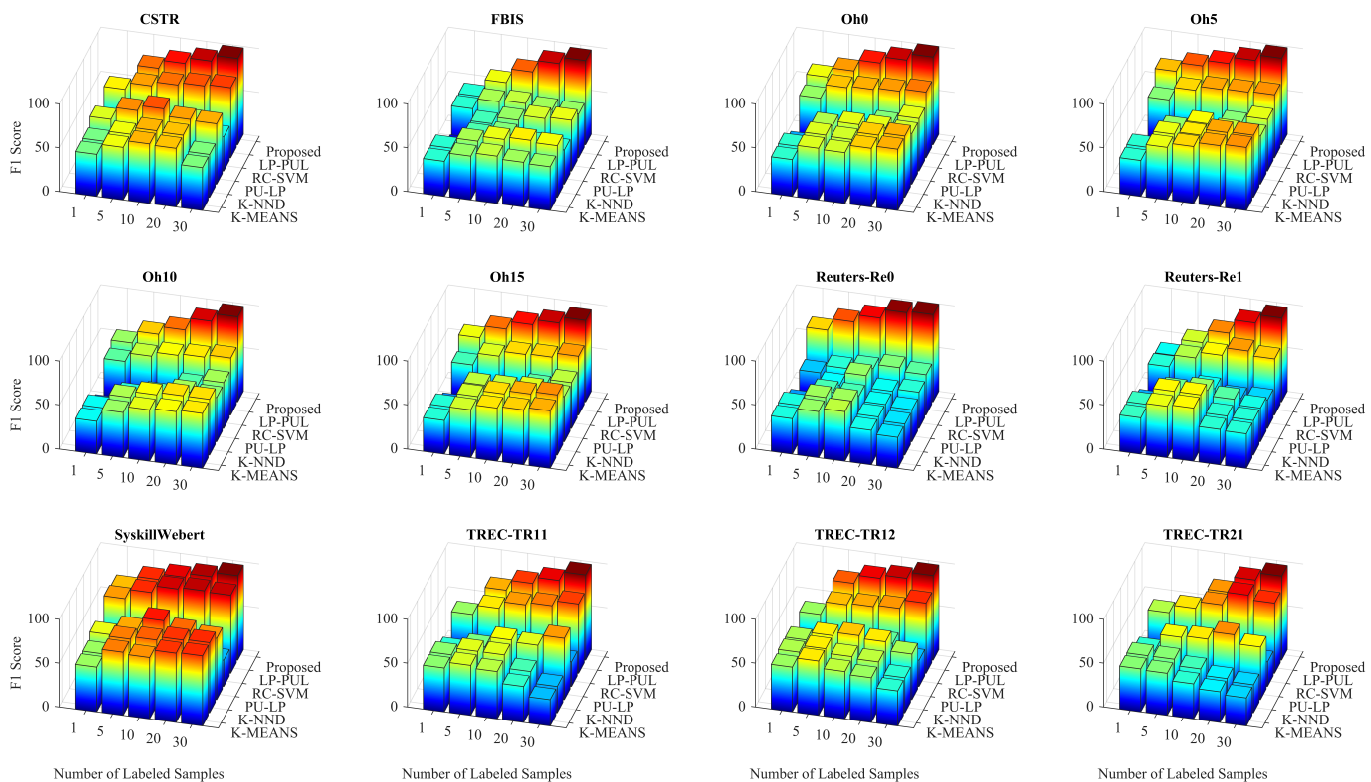 CSTR
FBIS
Oh0
Oh5
F1 Score
100
50
0
1
5
10
20
30
Proposed
LP-PUL
RC-SVM
PU-LP
K-NND
K-MEANS
100
50
0
1
5
10
20
30
Proposed
LP-PUL
RC-SVM
PU-LP
K-NND
K-MEANS
100
50
0
1
5
10
20
30
Proposed
LP-PUL
RC-SVM
PU-LP
K-NND
K-MEANS
100
50
0
1
5
10
20
30
Proposed
LP-PUL
RC-SVM
PU-LP
K-NND
K-MEANS
Oh10
Oh15
Reuters-Re0
Reuters-Re1
F1 Score
100
50
0
1
5
10
20
30
Proposed
LP-PUL
RC-SVM
PU-LP
K-NND
K-MEANS
100
50
0
1
5
10
20
30
Proposed
LP-PUL
RC-SVM
PU-LP
K-NND
K-MEANS
100
50
0
1
5
10
20
30
Proposed
LP-PUL
RC-SVM
PU-LP
K-NND
K-MEANS
100
50
0
1
5
10
20
30
Proposed
LP-PUL
RC-SVM
PU-LP
K-NND
K-MEANS
SyskillWebert
TREC-TR11
TREC-TR12
TREC-TR21
F1 Score
100
50
0
1
5
10
20
30
Proposed
LP-PUL
RC-SVM
PU-LP
K-NND
K-MEANS
100
50
0
1
5
10
20
30
Proposed
LP-PUL
RC-SVM
PU-LP
K-NND
K-MEANS
100
50
0
1
5
10
20
30
Proposed
LP-PUL
RC-SVM
PU-LP
K-NND
K-MEANS
100
50
0
1
5
10
20
30
Proposed
LP-PUL
RC-SVM
PU-LP
K-NND
K-MEANS
Number of Labeled Samples
Number of Labeled Samples
Number of Labeled Samples
Number of Labeled Samples